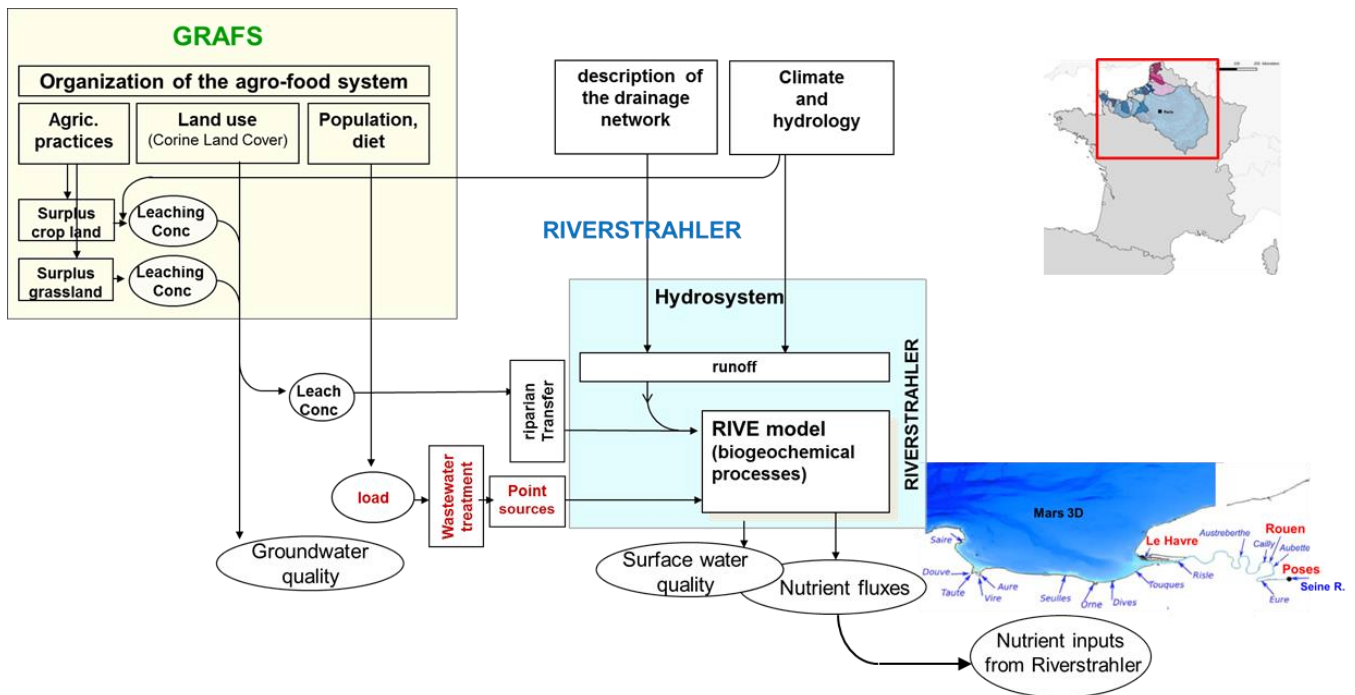 GRAFS
Organization of the agro-food system
Agric.
practices
Land use
(Corine Land Cover)
Population,
diet
description of
the drainage
network
Climate
and
hydrology
Surplus
crop land
Leaching
Conc
Surplus
grassland
Leaching
Conc
RIVERSTRAHLER
Hydrosystem
runoff
RIVERSTRAHLER
Leach
Conc
riparian
Transfer
RIVE model
(biogeochemical
processes)
load
Wastewater
treatment
Point
sources
Groundwater
quality
Surface water
quality
Nutrient fluxes
Nutrient inputs
from Riverstrahler
Mars 3D
Saire
Douve
Taute
Vire
Aure
Seulles
Orne
Dives
Touques
Le Havre
Risle
Austreberthe
Rouen
Cailly
Aubette
Poses
Seine R.
Eure
Paris